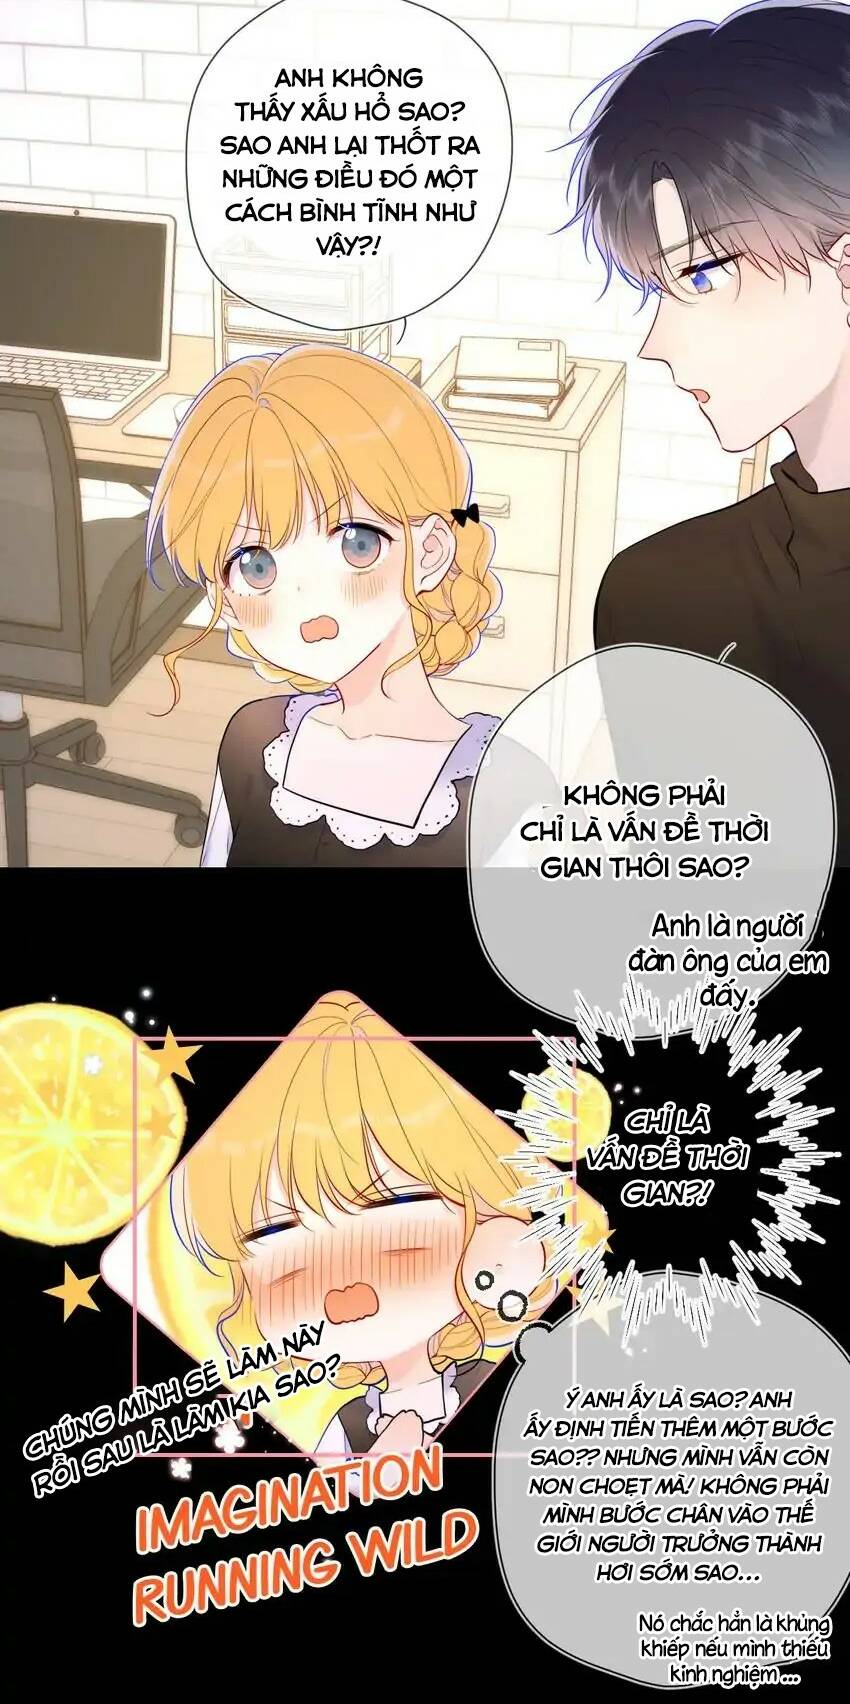 ANH KHÔNG
THẤY XẤU HỔ SAO?
SAO ANH LẠI THỐT RA
NHỮNG ĐIỀU ĐÓ MỘT
CÁCH BÌNH TĨNH NHƯ
VẬY?!
KHÔNG PHẢI
CHỈ LÀ VẤN ĐỀ THỜI
GIAN THÔI SAO?
Anh là người
đàn ông của em
đấy.
CHỈ LÀ
VẤN ĐỀ THỜI
GIAN?!
CHÚNG MÌNH SẼ LÀM NÀY
RỒI SAU LÀ LÀM KIA SAO?
IMAGINATION
RUNNING WILD
Ý ANH ẤY LÀ SAO? ANH
ẤY ĐỊNH TIẾN THÊM MỘT BƯỚC
SAO?? NHƯNG MÌNH VẪN CÒN
NON CHOẸT MÀ! KHÔNG PHẢI
MÌNH BƯỚC CHÂN VÀO THẾ
GIỚI NGƯỜI TRƯỞNG THÀNH
HƠI SỚM SAO...
Nó chắc hẳn là khủng
khiếp nếu mình thiếu
kinh nghiệm...